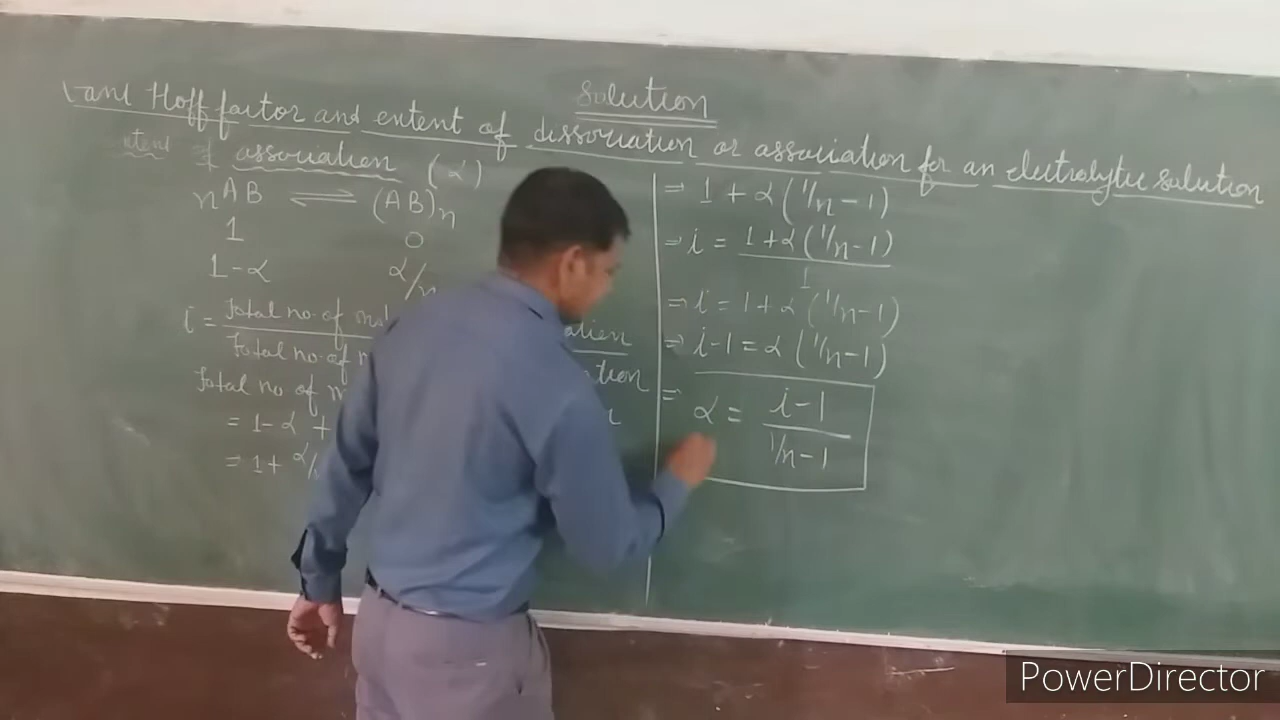 Solution
Vant Hoff factor and extent of dissociation or association for an electrolytic solution
of association (α)
nAB ⇌ (AB)n
1 0
1-α α/n
i = Total no. of
Total no. of
Total no of
= 1-α +
= 1+ α/
⇒ 1 + α (1/n - 1)
⇒ i = 1+α (1/n-1)
1
⇒ i = 1+α (1/n-1)
⇒ i-1 = α (1/n-1)
= α = i-1
1/n-1
PowerDirector